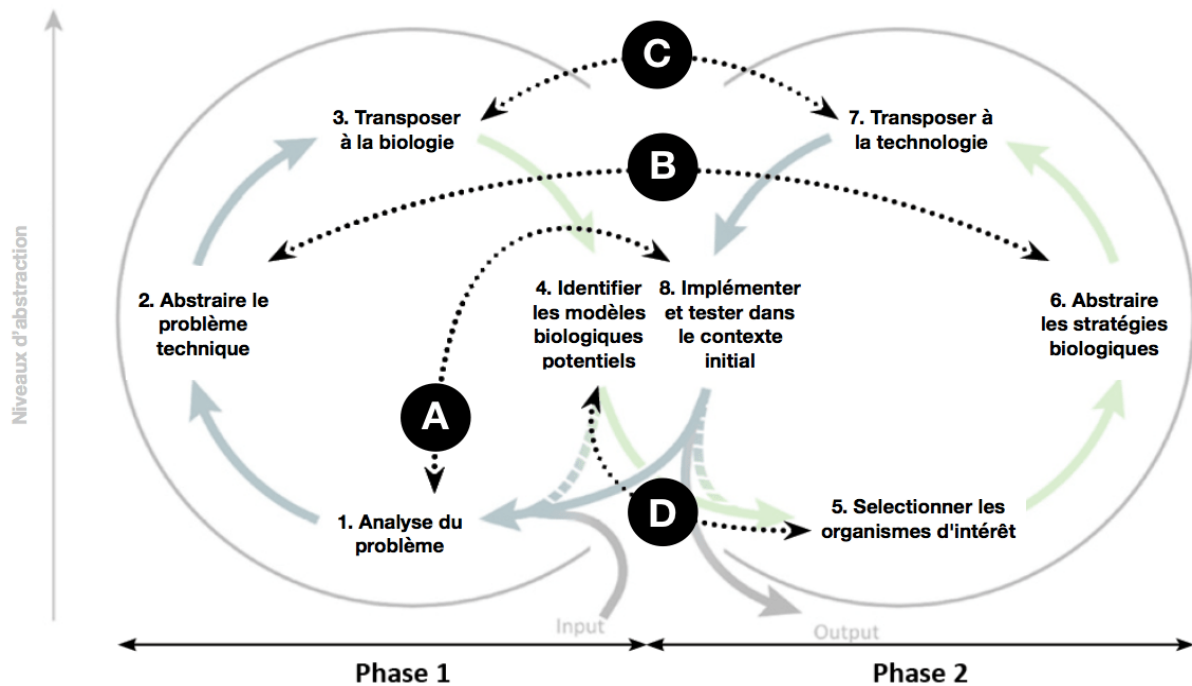 C
3. Transposer
à la biologie
7. Transposer à
la technologie
B
Niveaux d'abstraction
2. Abstraire le
problème
technique
4. Identifier
les modèles
biologiques
potentiels
8. Implémenter
et tester dans
le contexte
initial
6. Abstraire
les stratégies
biologiques
A
D
1. Analyse du
problème
5. Selectionner les
organismes d'intérêt
Input
Output
Phase 1
Phase 2